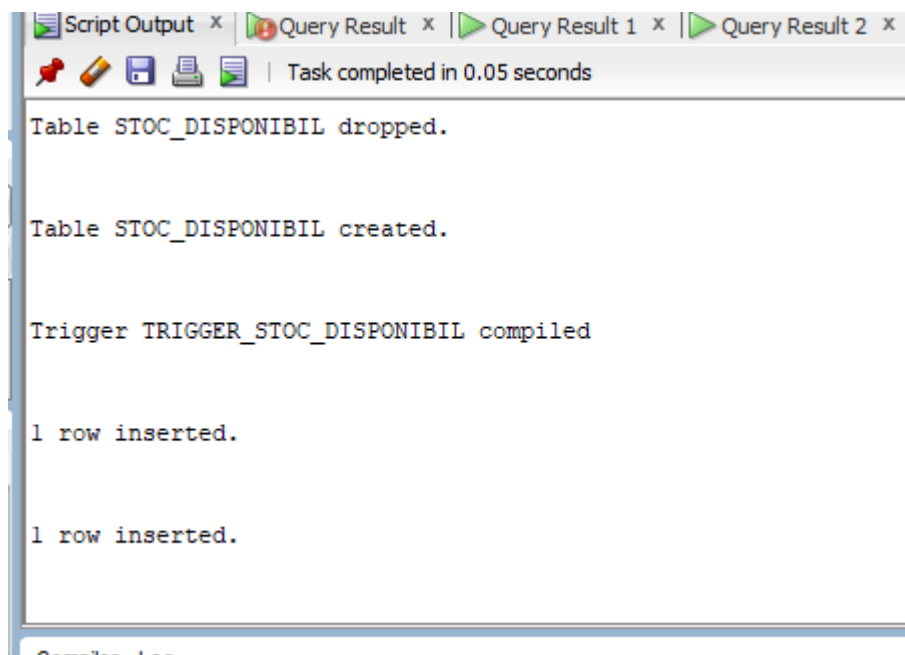 Script Output x Query Result x Query Result 1 x Query Result 2 x
Task completed in 0.05 seconds
Table STOC_DISPONIBIL dropped.
Table STOC_DISPONIBIL created.
Trigger TRIGGER_STOC_DISPONIBIL compiled
1 row inserted.
1 row inserted.